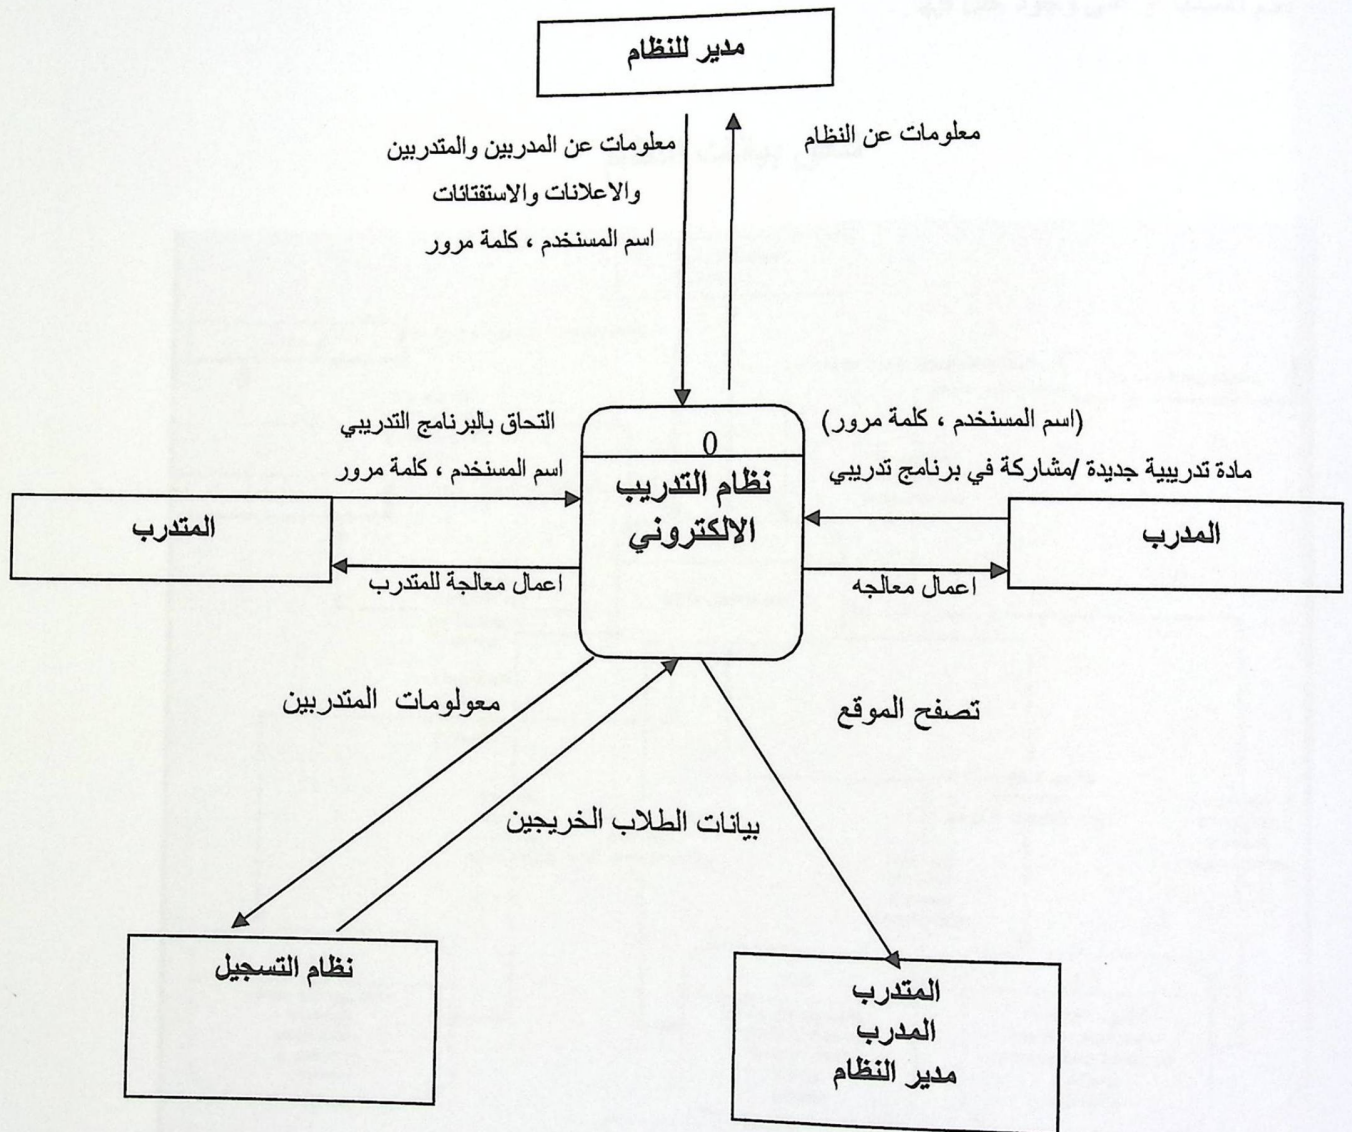 مدير للنظام
معلومات عن النظام
معلومات عن المدربين والمتدربين
والاعلانات والاستفتائات
اسم المستخدم ، كلمة مرور
(اسم المستخدم ، كلمة مرور)
مادة تدريبية جديدة /مشاركة في برنامج تدريبي
التحاق بالبرنامج التدريبي
اسم المستخدم ، كلمة مرور
0
نظام التدريب
الالكتروني
المدرب
المتدرب
اعمال معالجه
اعمال معالجة للمتدرب
تصفح الموقع
معولومات المتدربين
بيانات الطلاب الخريجين
المتدرب
المدرب
مدير النظام
نظام التسجيل